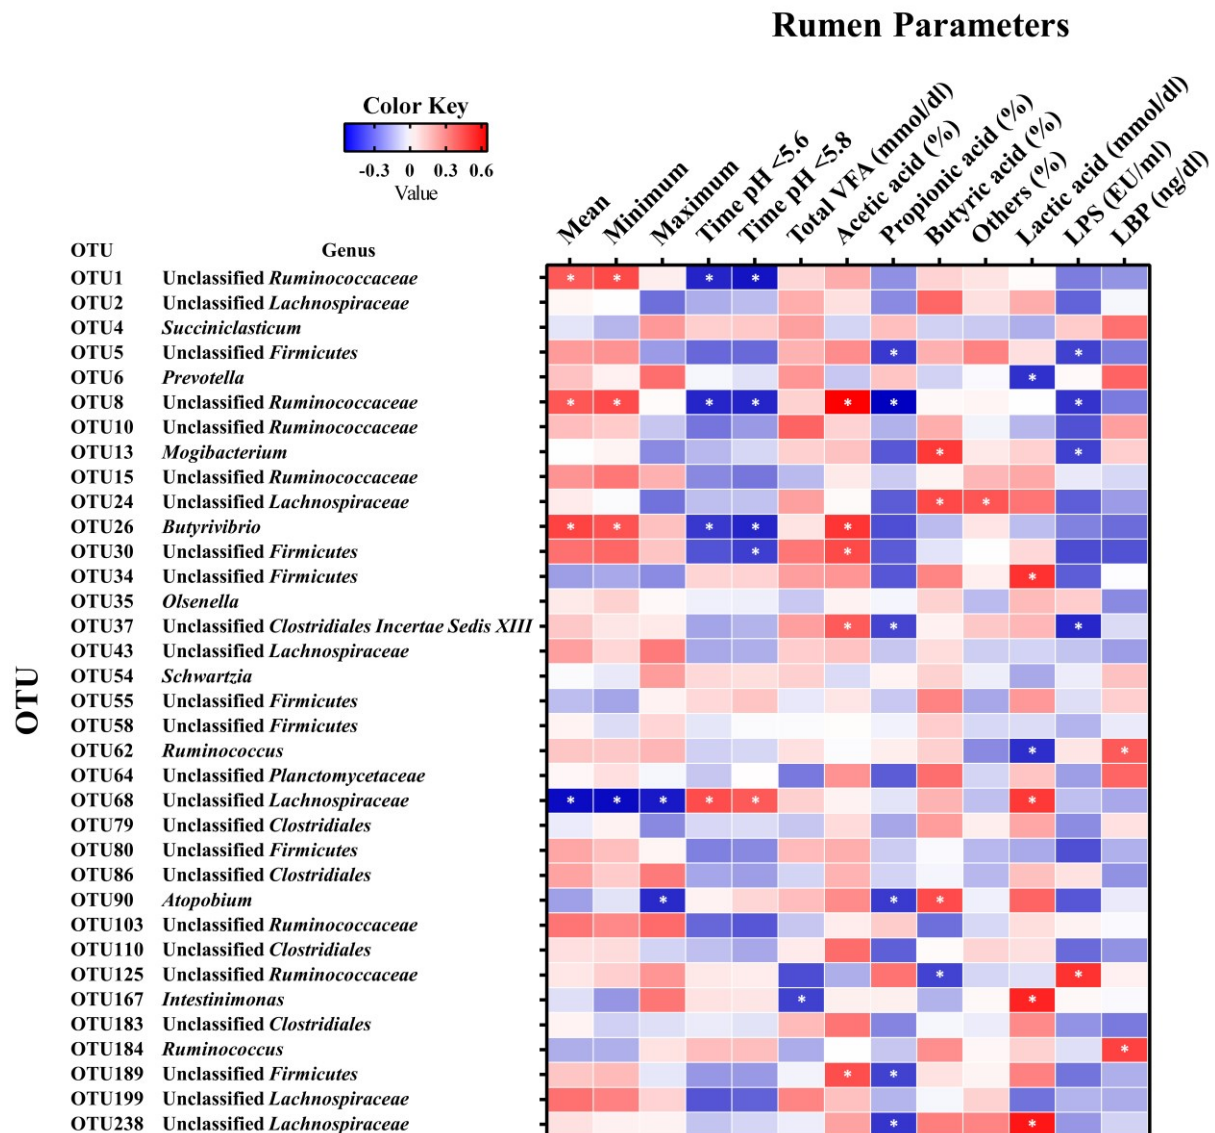 Rumen Parameters
Color Key
-0.3 0 0.3 0.6
Value
Mean
Minimum
Maximum
Time pH <5.6
Time pH <5.8
Total VFA (mmol/dl)
Acetic acid (%)
Propionic acid (%)
Butyric acid (%)
Others (%)
Lactic acid (mmol/dl)
LPS (EU/ml)
LBP (ng/dl)
OTU Genus
OTU1 Unclassified Ruminococcaceae * * * *
OTU2 Unclassified Lachnospiraceae
OTU4 Succiniclasticum
OTU5 Unclassified Firmicutes * *
OTU6 Prevotella *
OTU8 Unclassified Ruminococcaceae * * * * * * *
OTU10 Unclassified Ruminococcaceae
OTU13 Mogibacterium * *
OTU15 Unclassified Ruminococcaceae
OTU24 Unclassified Lachnospiraceae * *
OTU26 Butyrivibrio * * * * *
OTU30 Unclassified Firmicutes * *
OTU34 Unclassified Firmicutes *
OTU35 Olsenella
OTU37 Unclassified Clostridiales Incertae Sedis XIII * * *
OTU43 Unclassified Lachnospiraceae
OTU54 Schwartzia
OTU55 Unclassified Firmicutes
OTU58 Unclassified Firmicutes
OTU62 Ruminococcus * *
OTU64 Unclassified Planctomycetaceae
OTU68 Unclassified Lachnospiraceae * * * * * *
OTU79 Unclassified Clostridiales
OTU80 Unclassified Firmicutes
OTU86 Unclassified Clostridiales
OTU90 Atopobium * * *
OTU103 Unclassified Ruminococcaceae
OTU110 Unclassified Clostridiales
OTU125 Unclassified Ruminococcaceae * *
OTU167 Intestinimonas * *
OTU183 Unclassified Clostridiales
OTU184 Ruminococcus *
OTU189 Unclassified Firmicutes * *
OTU199 Unclassified Lachnospiraceae
OTU238 Unclassified Lachnospiraceae * *
OTU